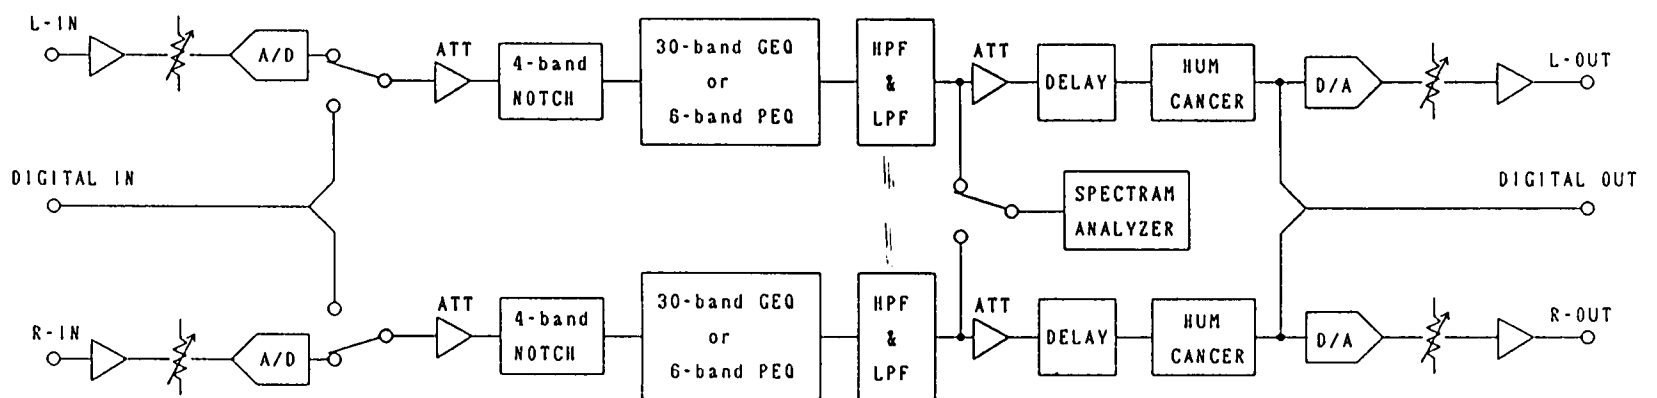 L-IN
A/D
ATT
4-band
NOTCH
30-band GEQ
or
6-band PEQ
HPF
&
LPF
ATT
DELAY
HUM
CANCER
D/A
L-OUT
DIGITAL IN
SPECTRAM
ANALYZER
DIGITAL OUT
R-IN
A/D
ATT
4-band
NOTCH
30-band GEQ
or
6-band PEQ
HPF
&
LPF
ATT
DELAY
HUM
CANCER
D/A
R-OUT